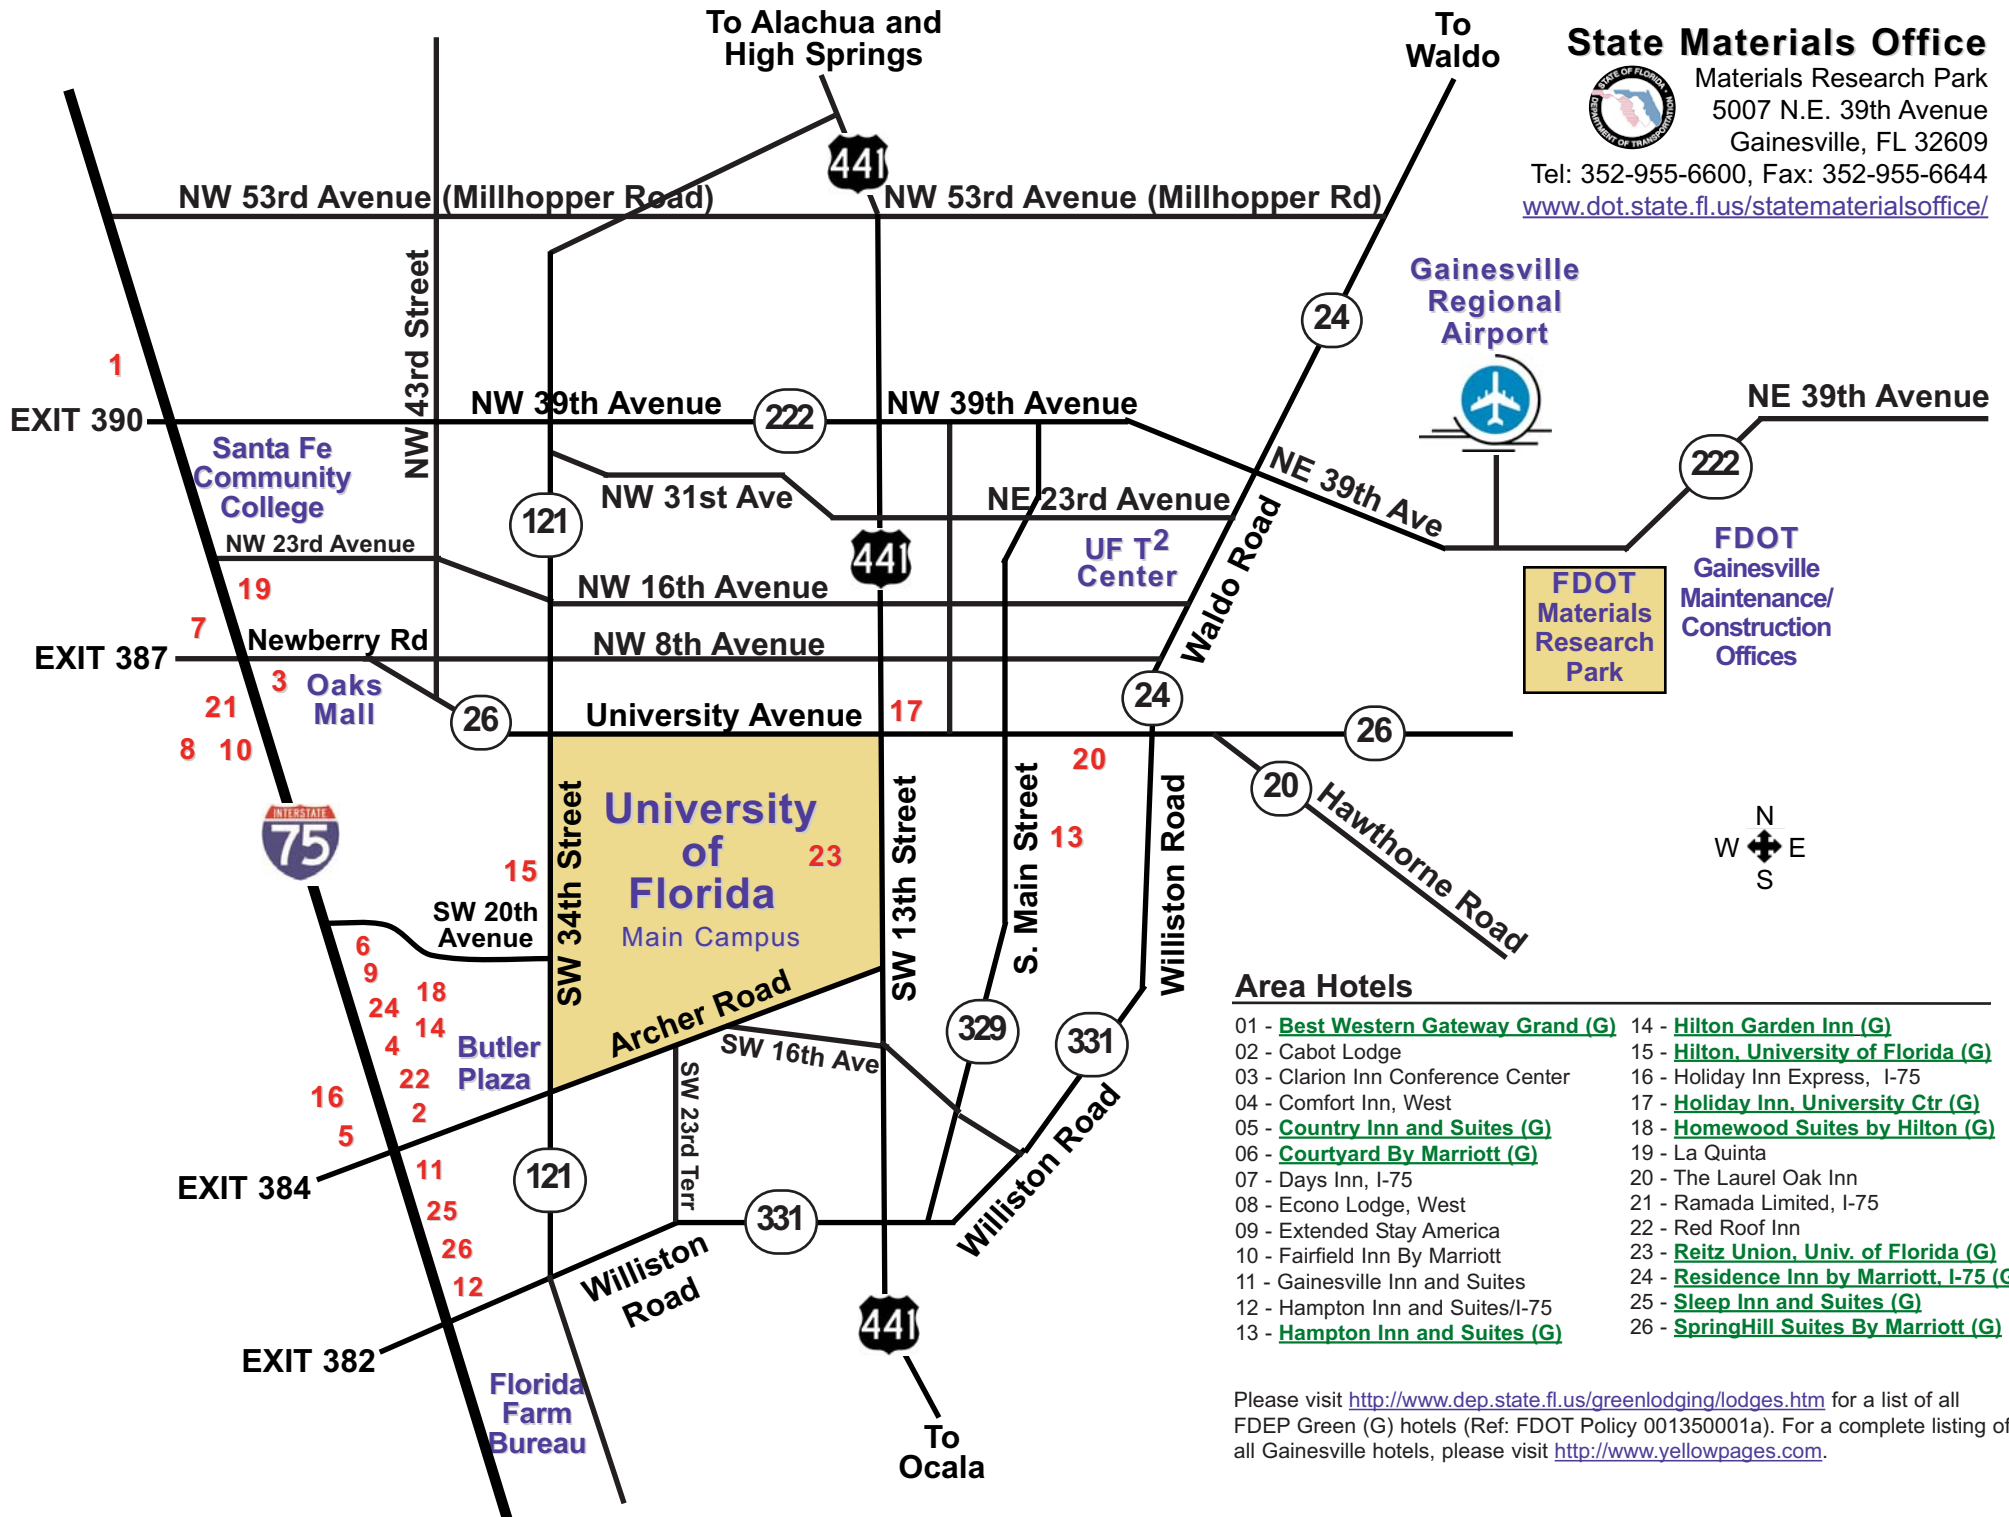 To Alachua and
High Springs
To
Waldo
State Materials Office
STATE OF FLORIDA
DEPARTMENT OF TRANSPORTATION
Materials Research Park
5007 N.E. 39th Avenue
Gainesville, FL 32609
Tel: 352-955-6600, Fax: 352-955-6644
www.dot.state.fl.us/statematerialsoffice/
441
NW 53rd Avenue (Millhopper Road)
NW 53rd Avenue (Millhopper Rd)
NW 43rd Street
Gainesville
Regional
Airport
24
1
EXIT 390
NW 39th Avenue
222
NW 39th Avenue
NE 39th Avenue
Santa Fe
Community
College
NW 31st Ave
NE 23rd Avenue
NE 39th Ave
222
121
441
NW 23rd Avenue
UF T2
Center
Waldo Road
FDOT
Gainesville
Maintenance/
Construction
Offices
FDOT
Materials
Research
Park
19
NW 16th Avenue
7
Newberry Rd
NW 8th Avenue
EXIT 387
3
Oaks
Mall
21
26
University Avenue
17
24
26
8
10
20
20
Hawthorne Road
INTERSTATE
75
SW 34th Street
University
of
Florida
Main Campus
23
SW 13th Street
S. Main Street
13
Williston Road
N
W
E
S
15
SW 20th
Avenue
6
9
24
18
14
4
Butler
Plaza
22
2
16
5
Archer Road
SW 16th Ave
SW 23rd Terr
329
331
EXIT 384
11
25
26
12
121
331
Williston Road
Williston
Road
441
EXIT 382
Florida
Farm
Bureau
To
Ocala
Area Hotels
01 - Best Western Gateway Grand (G)
02 - Cabot Lodge
03 - Clarion Inn Conference Center
04 - Comfort Inn, West
05 - Country Inn and Suites (G)
06 - Courtyard By Marriott (G)
07 - Days Inn, I-75
08 - Econo Lodge, West
09 - Extended Stay America
10 - Fairfield Inn By Marriott
11 - Gainesville Inn and Suites
12 - Hampton Inn and Suites/I-75
13 - Hampton Inn and Suites (G)
14 - Hilton Garden Inn (G)
15 - Hilton, University of Florida (G)
16 - Holiday Inn Express, I-75
17 - Holiday Inn, University Ctr (G)
18 - Homewood Suites by Hilton (G)
19 - La Quinta
20 - The Laurel Oak Inn
21 - Ramada Limited, I-75
22 - Red Roof Inn
23 - Reitz Union, Univ. of Florida (G)
24 - Residence Inn by Marriott, I-75 (G
25 - Sleep Inn and Suites (G)
26 - SpringHill Suites By Marriott (G)
Please visit http://www.dep.state.fl.us/greenlodging/lodges.htm for a list of all
FDEP Green (G) hotels (Ref: FDOT Policy 001350001a). For a complete listing of
all Gainesville hotels, please visit http://www.yellowpages.com.